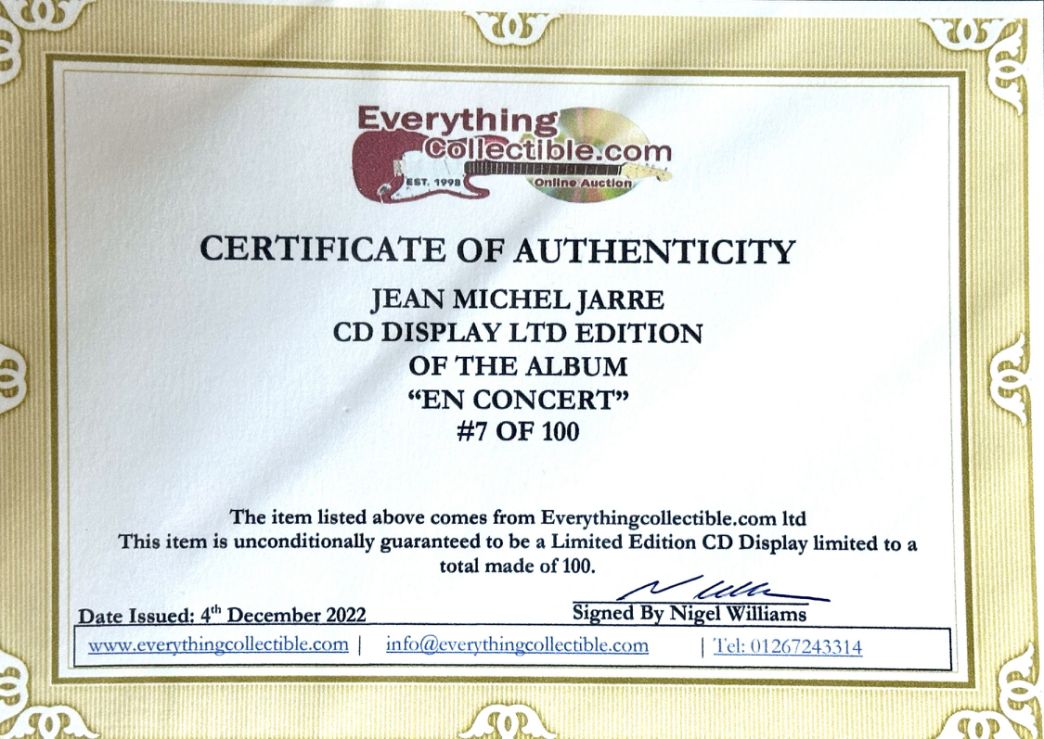 Everything
Collectible.com
EST. 1998
Online Auction
CERTIFICATE OF AUTHENTICITY
JEAN MICHEL JARRE
CD DISPLAY LTD EDITION
OF THE ALBUM
“EN CONCERT”
#7 OF 100
The item listed above comes from Everythingcollectible.com ltd
This item is unconditionally guaranteed to be a Limited Edition CD Display limited to a
total made of 100.
Date Issued: 4th December 2022
Signed By Nigel Williams
www.everythingcollectible.com | info@everythingcollectible.com | Tel: 01267243314